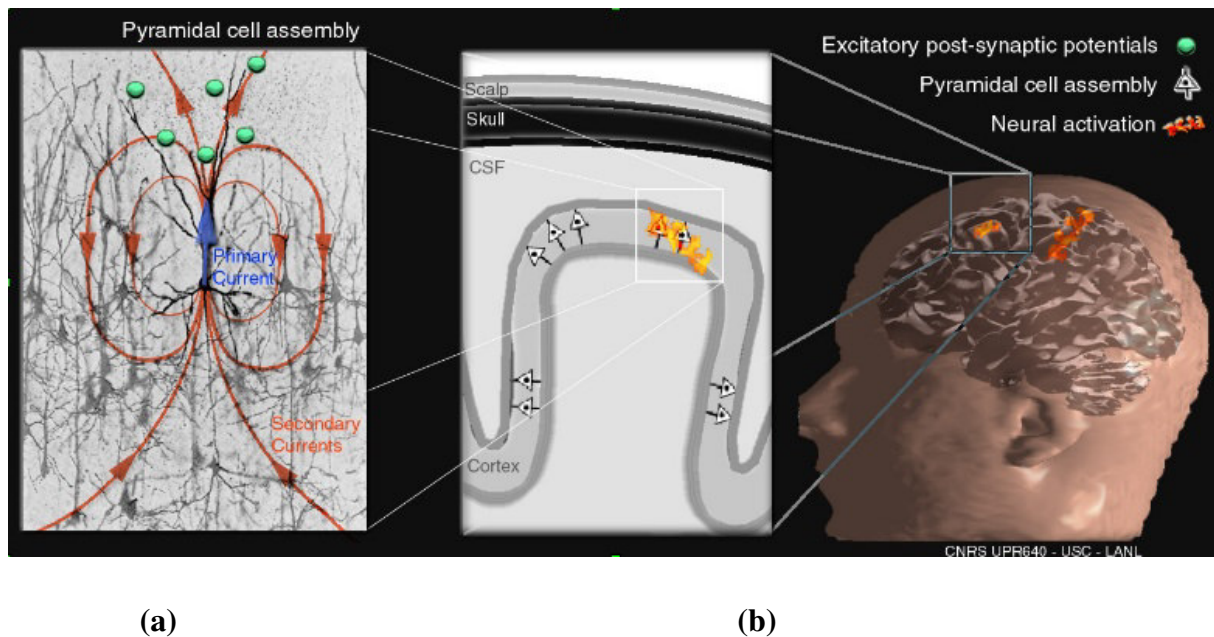 Pyramidal cell assembly
Primary
Current
Secondary
Currents
Scalp
Skull
CSF
Cortex
Excitatory post-synaptic potentials
Pyramidal cell assembly
Neural activation
CNRS UPR640 - USC - LANL
(a)
(b)